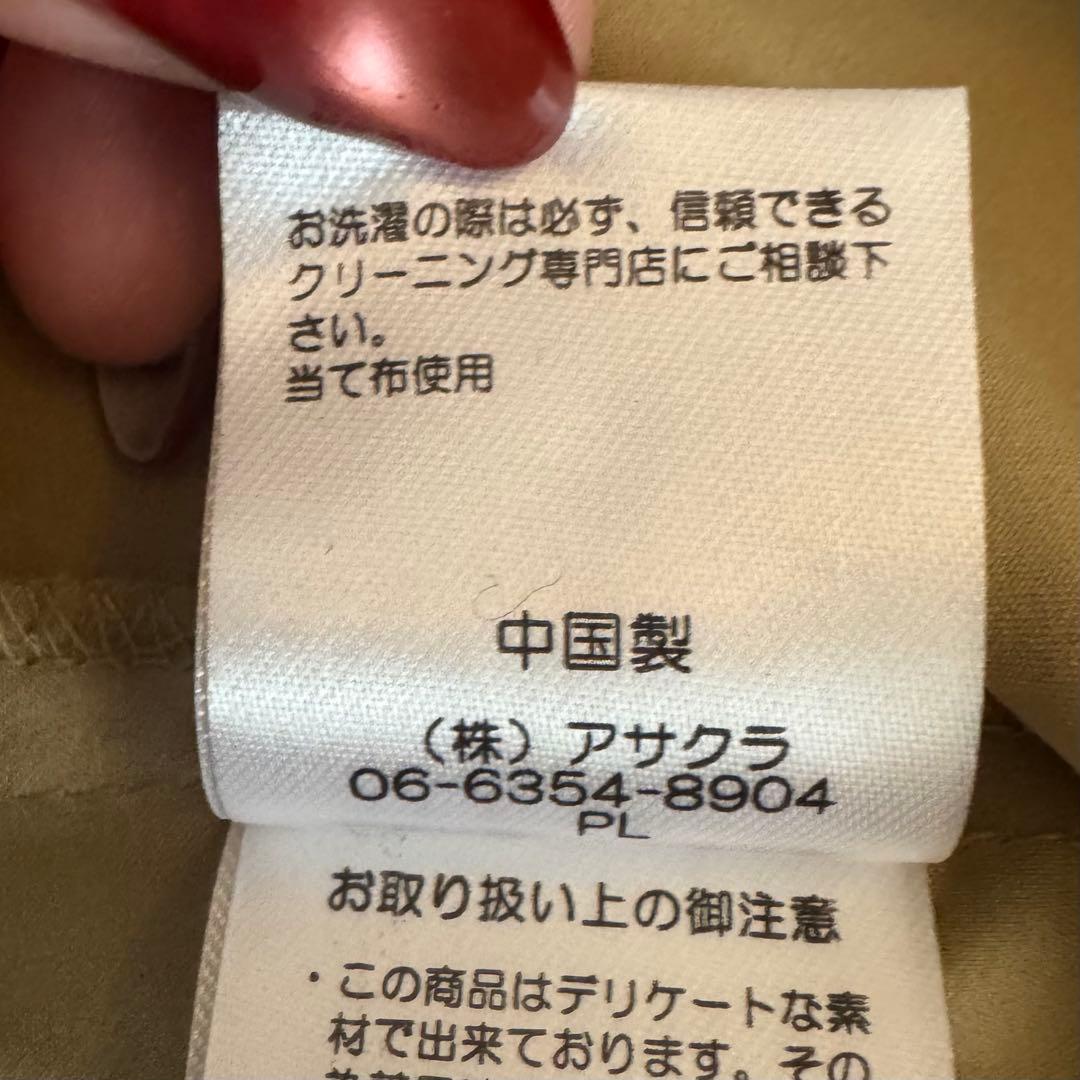 お洗濯の際は必ず、信頼できる
クリーニング専門店にご相談下
さい。
当て布使用
中国製
（株）アサクラ
06-6354-8904
PL
お取り扱い上の御注意
・この商品はデリケートな素
材で出来ております。その